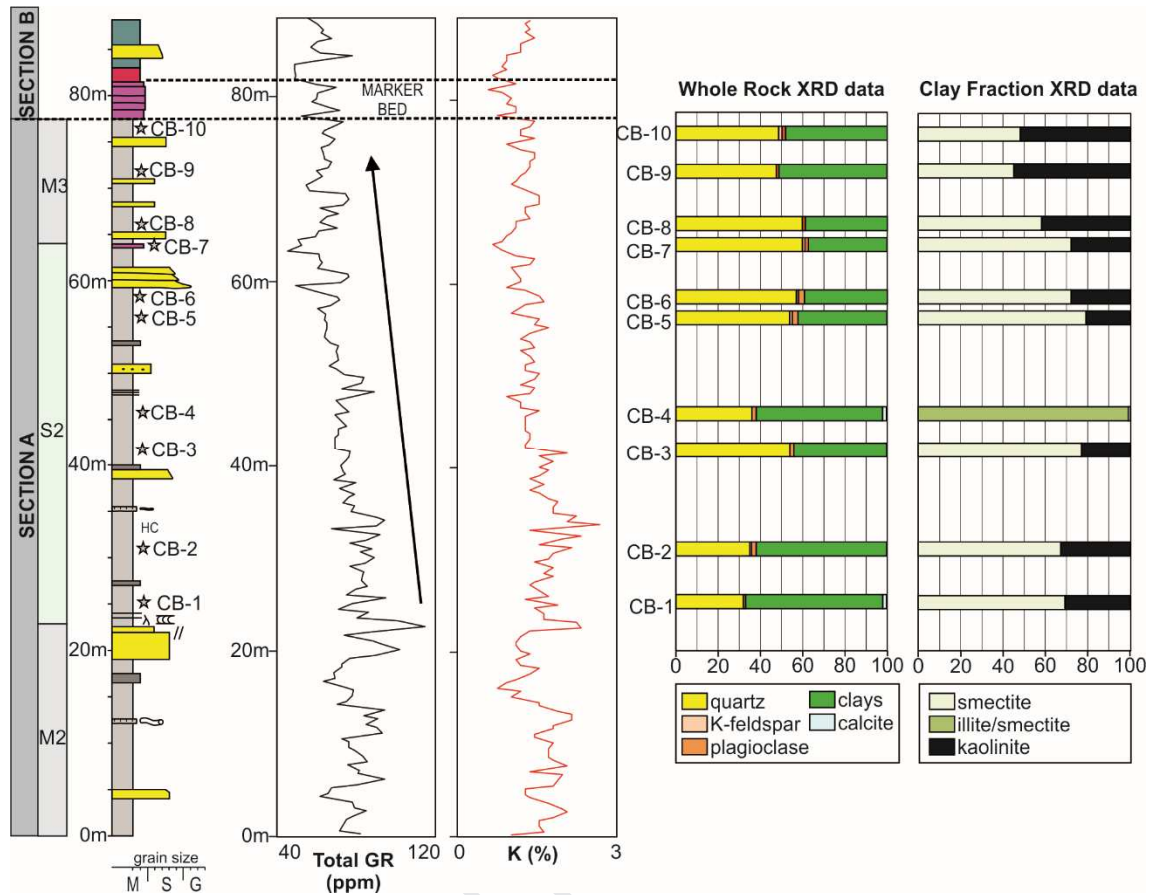 SECTION B
SECTION A
M3
S2
M2
80m
60m
40m
20m
0m
CB-10
CB-9
CB-8
CB-7
CB-6
CB-5
CB-4
CB-3
HC
CB-2
CB-1
grain size
M S G
80m
60m
40m
20m
0m
MARKER
BED
40 120
Total GR
(ppm)
0 3
K (%)
Whole Rock XRD data
CB-10
CB-9
CB-8
CB-7
CB-6
CB-5
CB-4
CB-3
CB-2
CB-1
0 20 40 60 80 100
quartz clays
K-feldspar calcite
plagioclase
Clay Fraction XRD data
0 20 40 60 80 100
smectite
illite/smectite
kaolinite